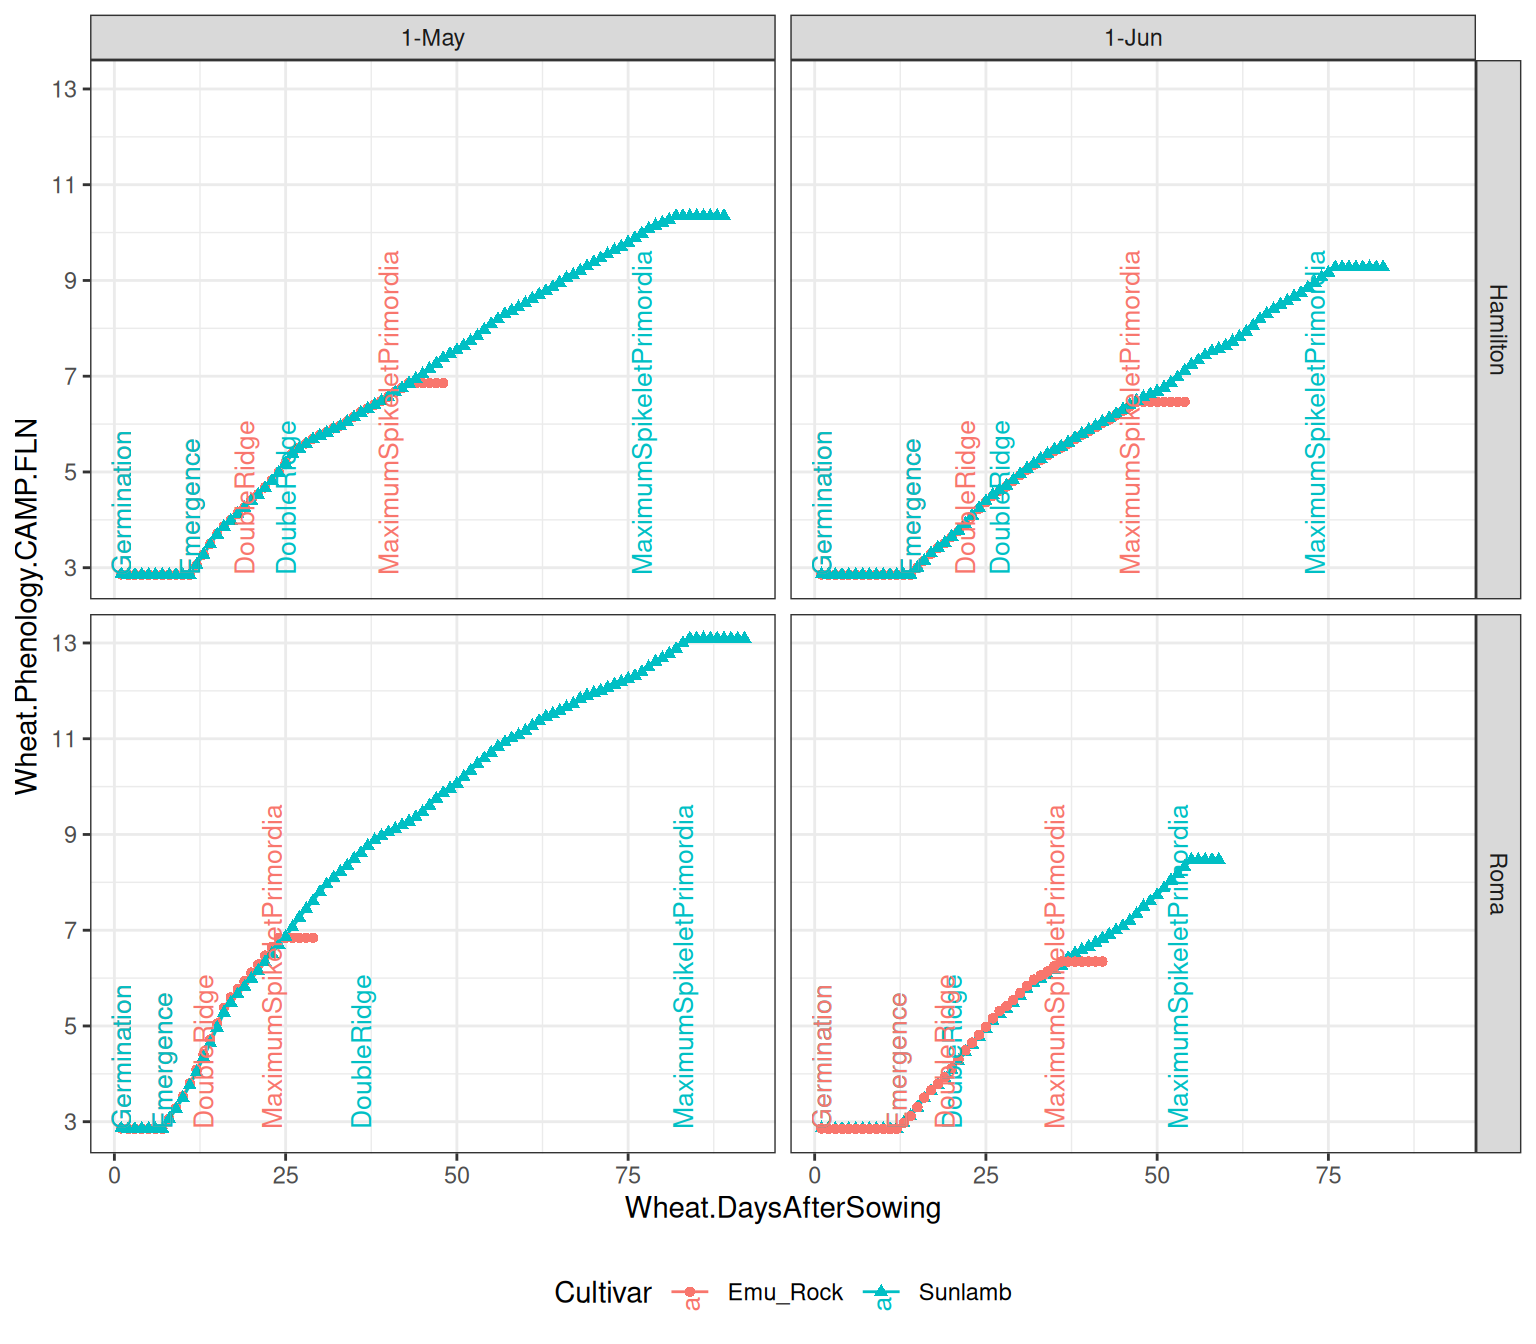 1-May
1-Jun
Wheat.Phenology.CAMP.FLN
13
11
9
7
5
3
Germination
Emergence
DoubleRidge
DoubleRidge
MaximumSpikeletPrimordia
MaximumSpikeletPrimordia
Germination
Emergence
DoubleRidge
DoubleRidge
MaximumSpikeletPrimordia
MaximumSpikeletPrimordia
Hamilton
13
11
9
7
5
3
Germination
Emergence
DoubleRidge
MaximumSpikeletPrimordia
DoubleRidge
MaximumSpikeletPrimordia
Germination
Emergence
DoubleRidge
DoubleRidge
MaximumSpikeletPrimordia
MaximumSpikeletPrimordia
Roma
0 25 50 75
0 25 50 75
Wheat.DaysAfterSowing
Cultivar a Emu_Rock a Sunlamb